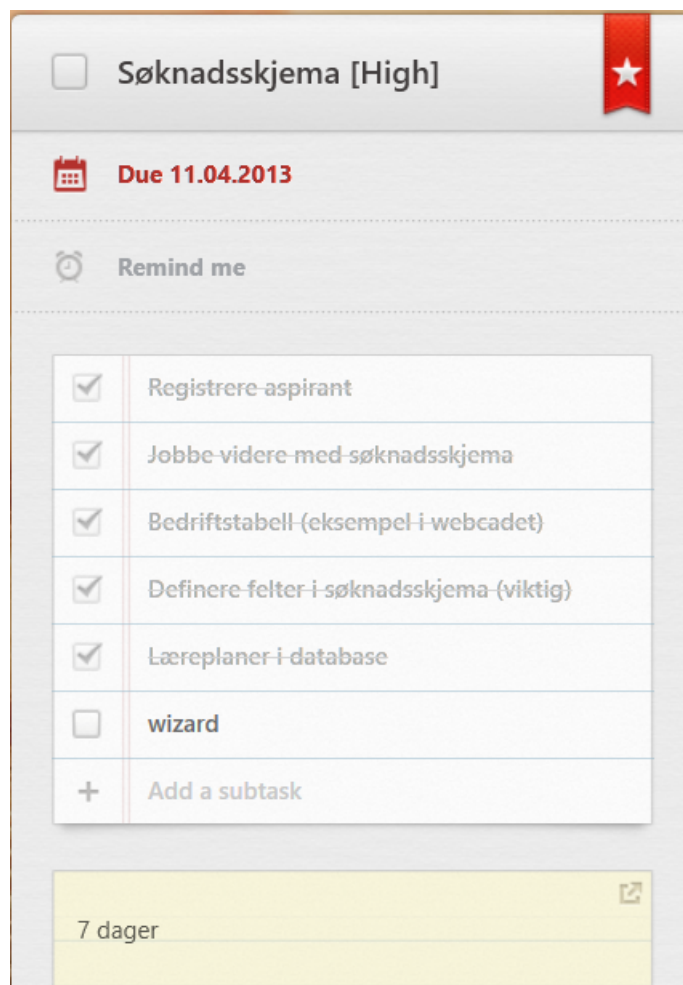 Søknadsskjema [High]
Due 11.04.2013
Remind me
Registrere aspirant
Jobbe videre med søknadsskjema
Bedriftstabell (eksempel i webcadet)
Definere felter i søknadsskjema (viktig)
Læreplaner i database
wizard
Add a subtask
7 dager